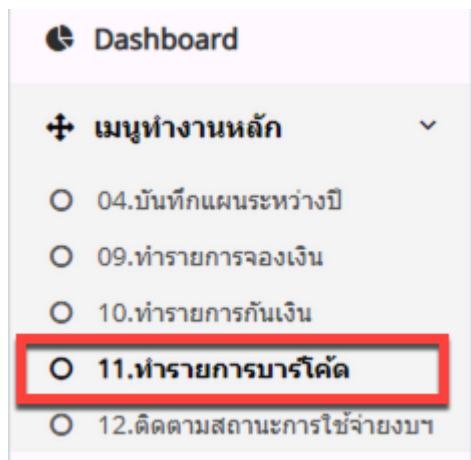 Dashboard
เมนูทำงานหลัก
04.บันทึกแผนระหว่างปี
09.ทำรายการจองเงิน
10.ทำรายการกันเงิน
11.ทำรายการบาร์โค้ด
12.ติดตามสถานะการใช้จ่ายงบฯ